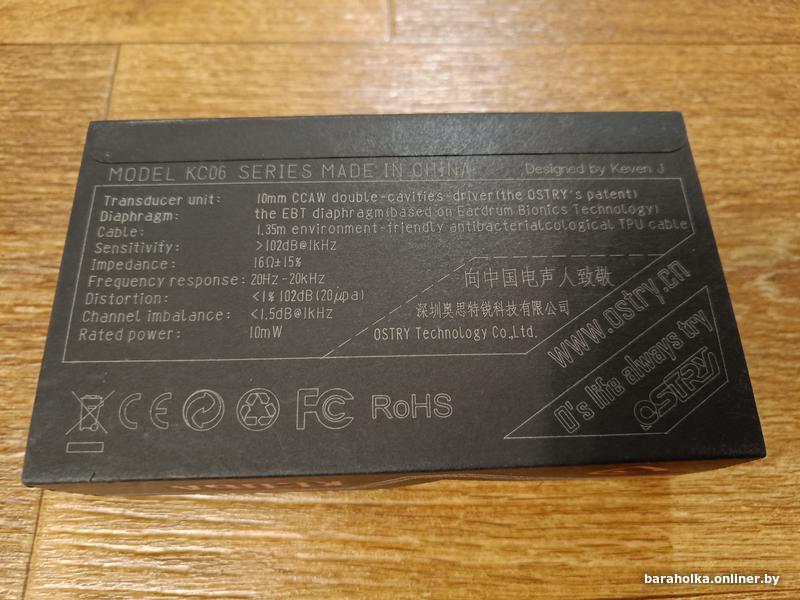 MODEL KC06 SERIES MADE IN CHINA
Designed by Keven J
Transducer unit: 10mm CCAW double-cavities-driver(the OSTRY's patent)
Diaphragm: the EBT diaphragm(based on Eardrum Bionics Technology)
Cable: 1.35m environment-friendly antibacterialcological TPU cable
Sensitivity: >102dB@1kHz
Impedance: 16Ω±15%
Frequency response: 20Hz-20kHz
Distortion: <1% 102dB(20μpa)
Channel imbalance: <1.5dB@1kHz
Rated power: 10mW
向中国电声人致敬
深圳奥思特锐科技有限公司
OSTRY Technology Co.,Ltd.
www.ostry.cn
D's life always try
OSTRY
CE FC RoHS
baraholka.onliner.by